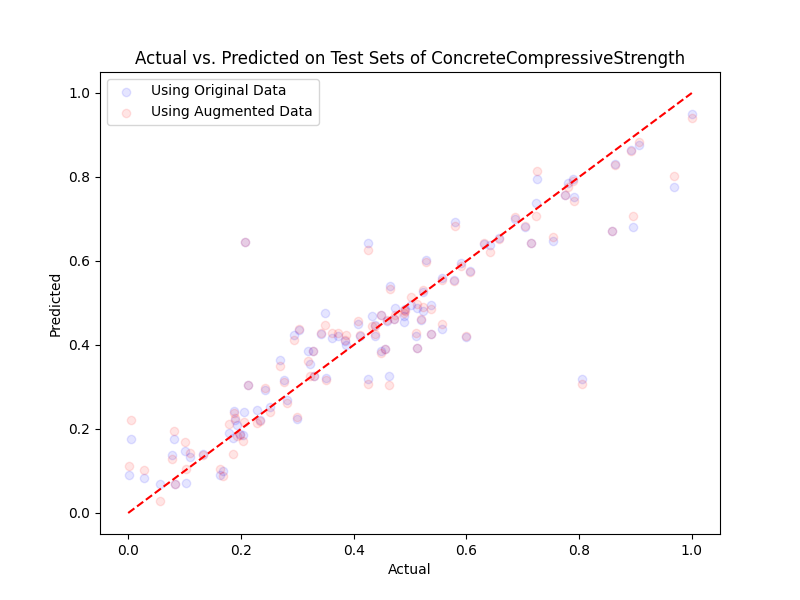 Actual vs. Predicted on Test Sets of ConcreteCompressiveStrength
Using Original Data
Using Augmented Data
1.0
0.8
0.6
0.4
0.2
0.0
Predicted
0.0 0.2 0.4 0.6 0.8 1.0
Actual